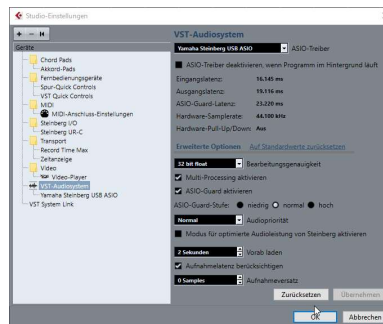 Studio-Einstellungen
Geräte
Chord Pads
Akkord-Pads
Fernbedienungsgeräte
Spur-Quick Controls
VST Quick Controls
MIDI
MIDI-Anschluss-Einstellungen
Steinberg I/O
Steinberg UR-C
Transport
Record Time Max
Zeitanzeige
Video
Video-Player
VST-Audiosystem
Yamaha Steinberg USB ASIO
VST System Link
VST-Audiosystem
Yamaha Steinberg USB ASIO ASIO-Treiber
ASIO-Treiber deaktivieren, wenn Programm im Hintergrund läuft
Eingangslatenz: 16.145 ms
Ausgangslatenz: 19.116 ms
ASIO-Guard-Latenz: 23.220 ms
Hardware-Samplerate: 44.100 kHz
Hardware-Pull-Up/Down: Aus
Erweiterte Optionen Auf Standardwerte zurücksetzen
32 bit float Bearbeitungsgenauigkeit
Multi-Processing aktivieren
ASIO-Guard aktivieren
ASIO-Guard-Stufe: niedrig normal hoch
Normal Audiopriorität
Modus für optimierte Audioleistung von Steinberg aktivieren
2 Sekunden Vorab laden
Aufnahmelatenz berücksichtigen
0 Samples Aufnahmeversatz
Zurücksetzen Übernehmen
OK Abbrechen